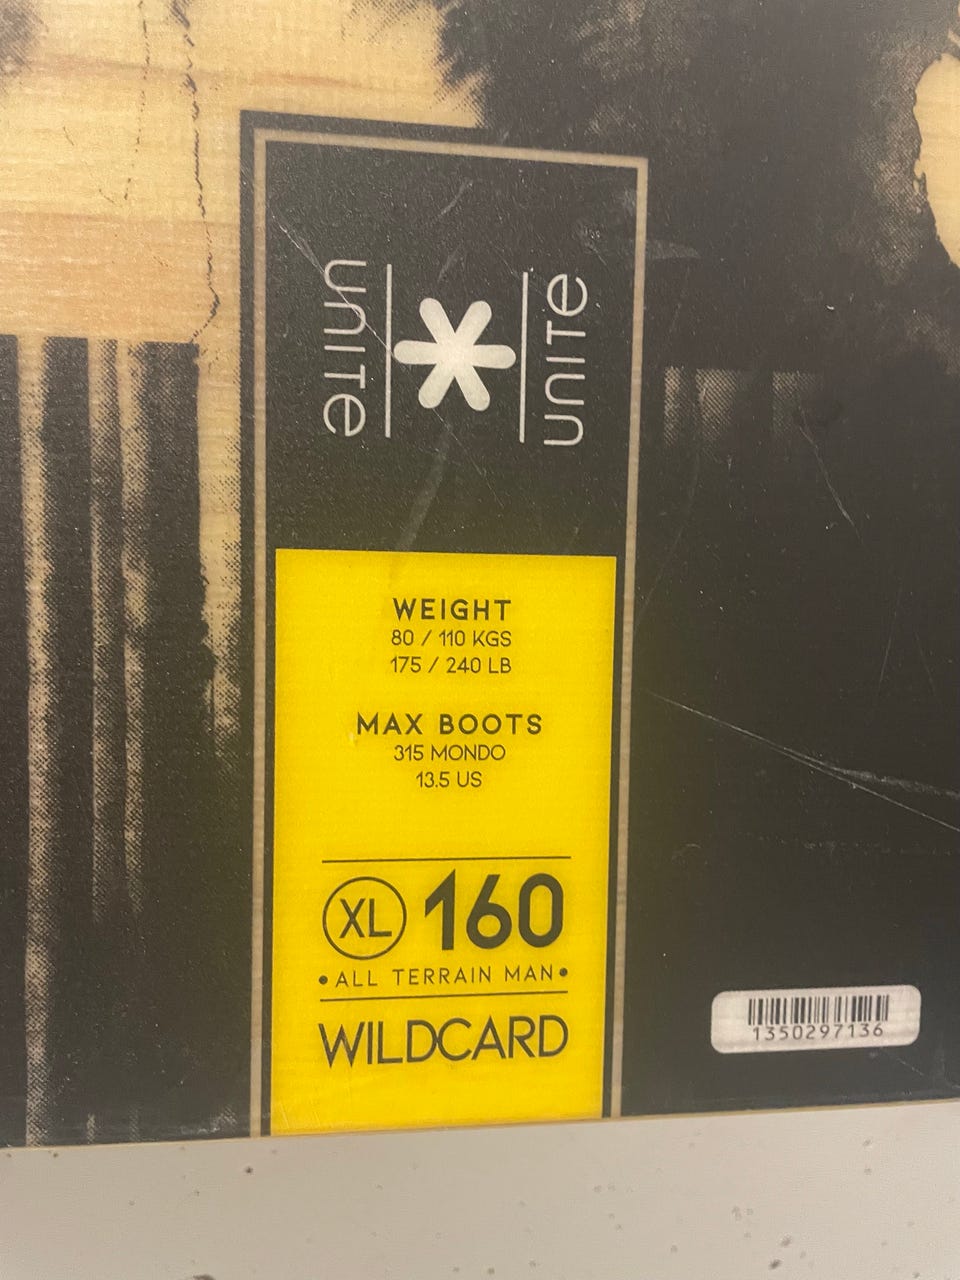 unite
unite
WEIGHT
80 / 110 KGS
175 / 240 LB
MAX BOOTS
315 MONDO
13.5 US
XL 160
•ALL TERRAIN MAN•
WILDCARD
1350297136